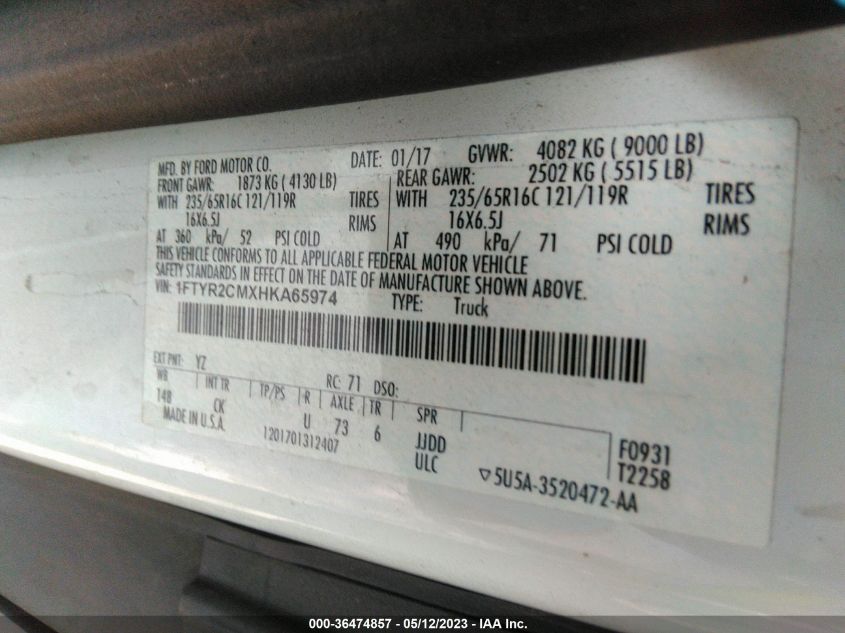 MFD. BY FORD MOTOR CO. DATE: 01/17 GVWR: 4082 KG ( 9000 LB)
FRONT GAWR: 1873 KG ( 4130 LB) REAR GAWR: 2502 KG ( 5515 LB)
WITH 235/65R16C 121/119R TIRES WITH 235/65R16C 121/119R TIRES
16X6.5J RIMS 16X6.5J RIMS
AT 360 kPa/ 52 PSI COLD AT 490 kPa/ 71 PSI COLD
THIS VEHICLE CONFORMS TO ALL APPLICABLE FEDERAL MOTOR VEHICLE
SAFETY STANDARDS IN EFFECT ON THE DATE OF MANUFACTURE SHOWN ABOVE.
VIN: 1FTYR2CMXHKA65974 TYPE: Truck
EXT PNT: YZ RC: 71 DSO:
WB INT TR TP/PS R AXLE TR SPR
148 CK U 73 6 JJDD F0931
MADE IN U.S.A. 1201701312407 ULC T2258
▽5U5A-3520472-AA
000-36474857 - 05/12/2023 - IAA Inc.